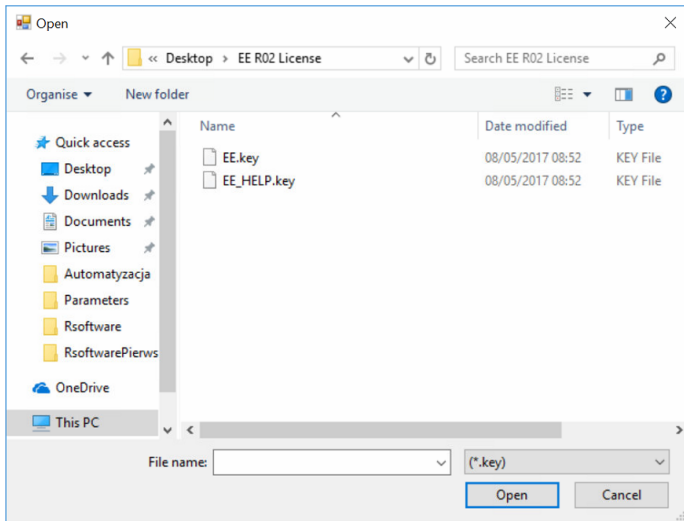 Open
« Desktop › EE R02 License
Search EE R02 License
Organise
New folder
Name
Date modified
Type
Quick access
Desktop
Downloads
Documents
Pictures
Automatyzacja
Parameters
Rsoftware
RsoftwarePierws
OneDrive
This PC
EE.key 08/05/2017 08:52 KEY File
EE_HELP.key 08/05/2017 08:52 KEY File
File name:
(*.key)
Open
Cancel